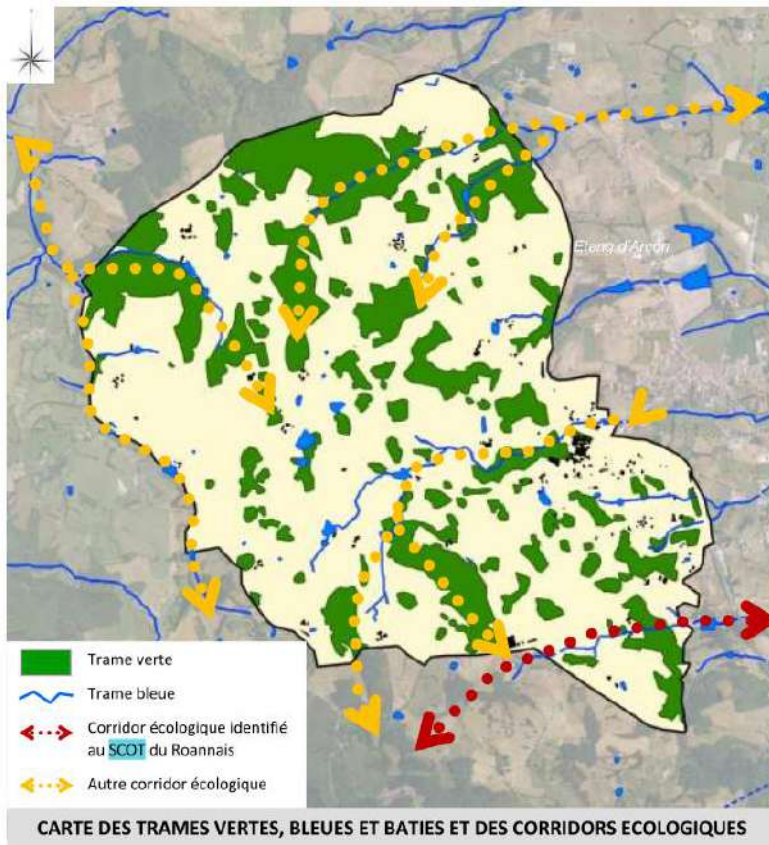 Etang d'Arcon
Trame verte
Trame bleue
Corridor écologique identifié
au SCOT du Roannais
Autre corridor écologique
CARTE DES TRAMES VERTES, BLEUES ET BATIES ET DES CORRIDORS ECOLOGIQUES